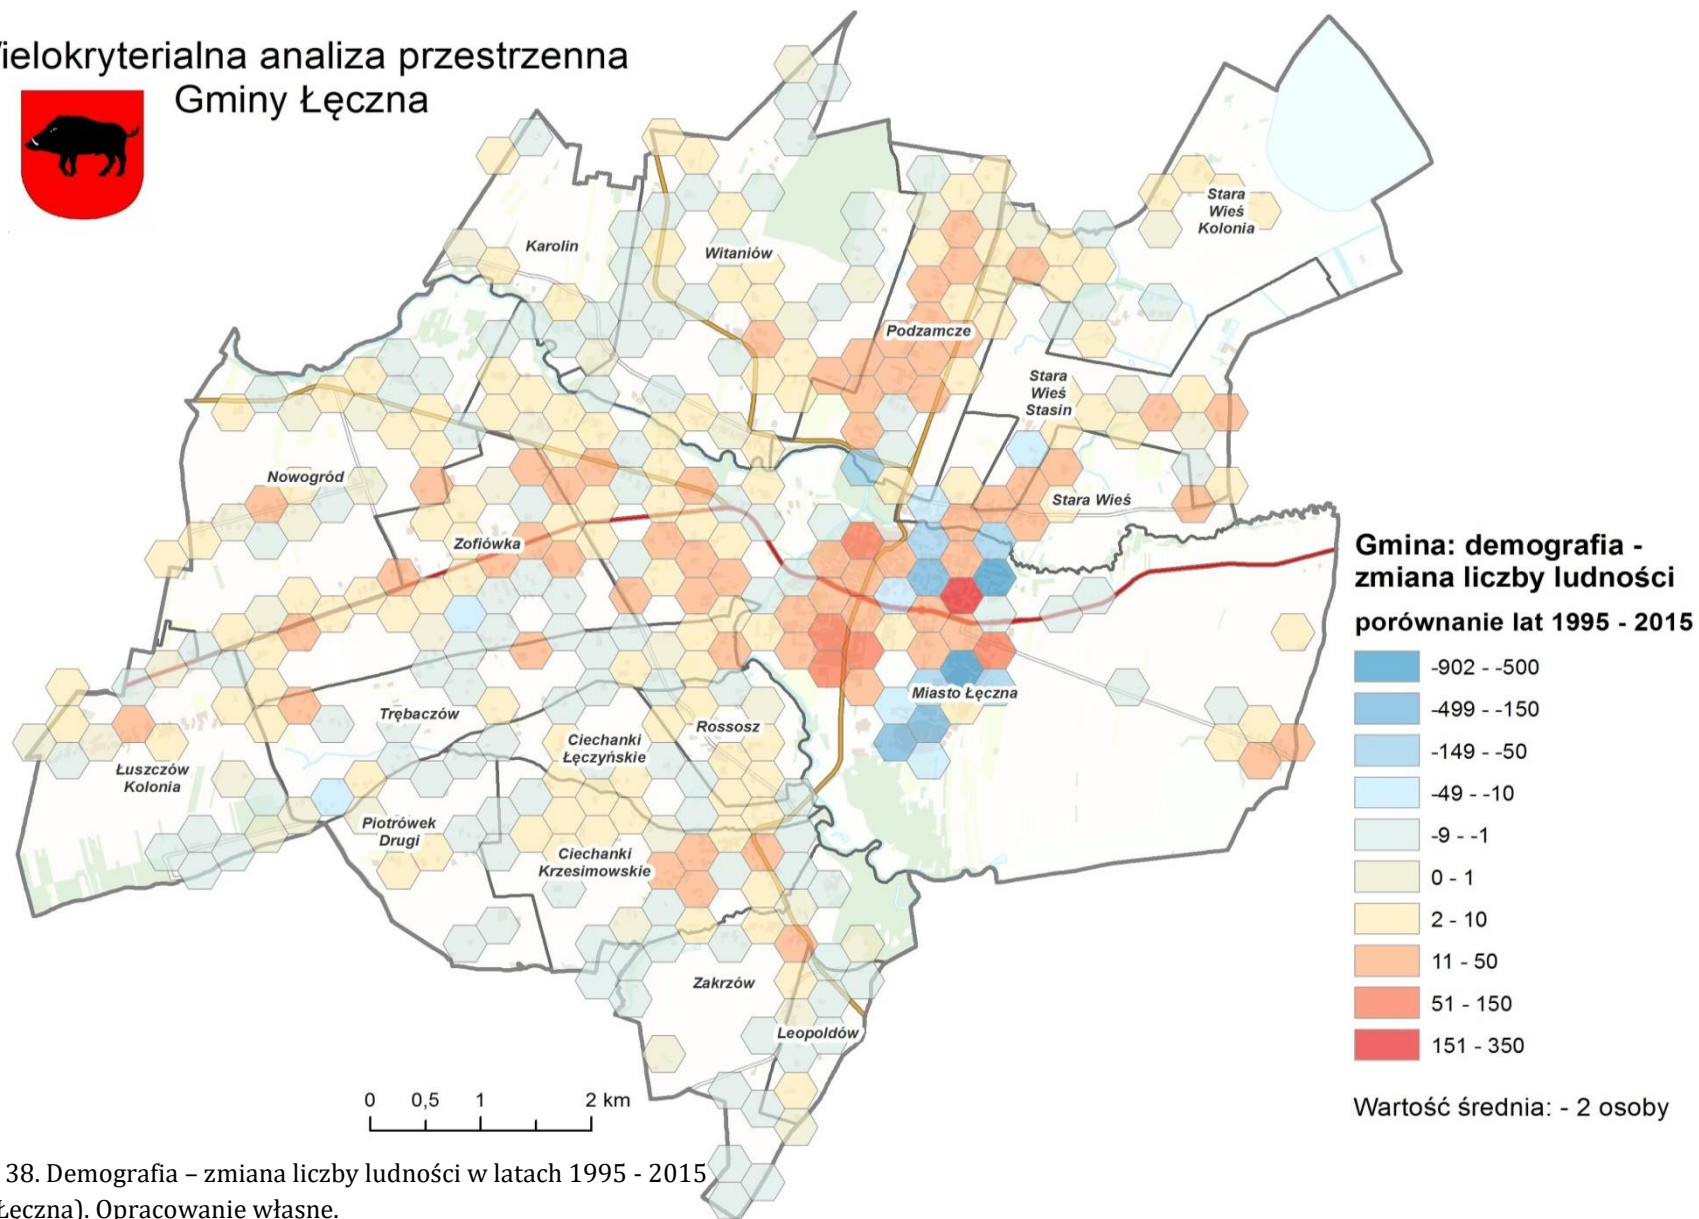 ielokryterialna analiza przestrzenna
Gminy Łęczna
Stara
Wieś
Kolonia
Karolin
Witaniów
Podzamcze
Stara
Wieś
Stasin
Nowogród
Stara Wieś
Zofiówka
Gmina: demografia -
zmiana liczby ludności
porównanie lat 1995 - 2015
-902 - -500
-499 - -150
-149 - -50
-49 - -10
-9 - -1
0 - 1
2 - 10
11 - 50
51 - 150
151 - 350
Wartość średnia: - 2 osoby
Miasto Łęczna
Trębaczów
Rossosz
Ciechanki
Łęczyńskie
Łuszczów
Kolonia
Piotrówek
Drugi
Ciechanki
Krzesimowskie
Zakrzów
Leopoldów
0 0,5 1 2 km
38. Demografia – zmiana liczby ludności w latach 1995 - 2015
Łęczna). Opracowanie własne.